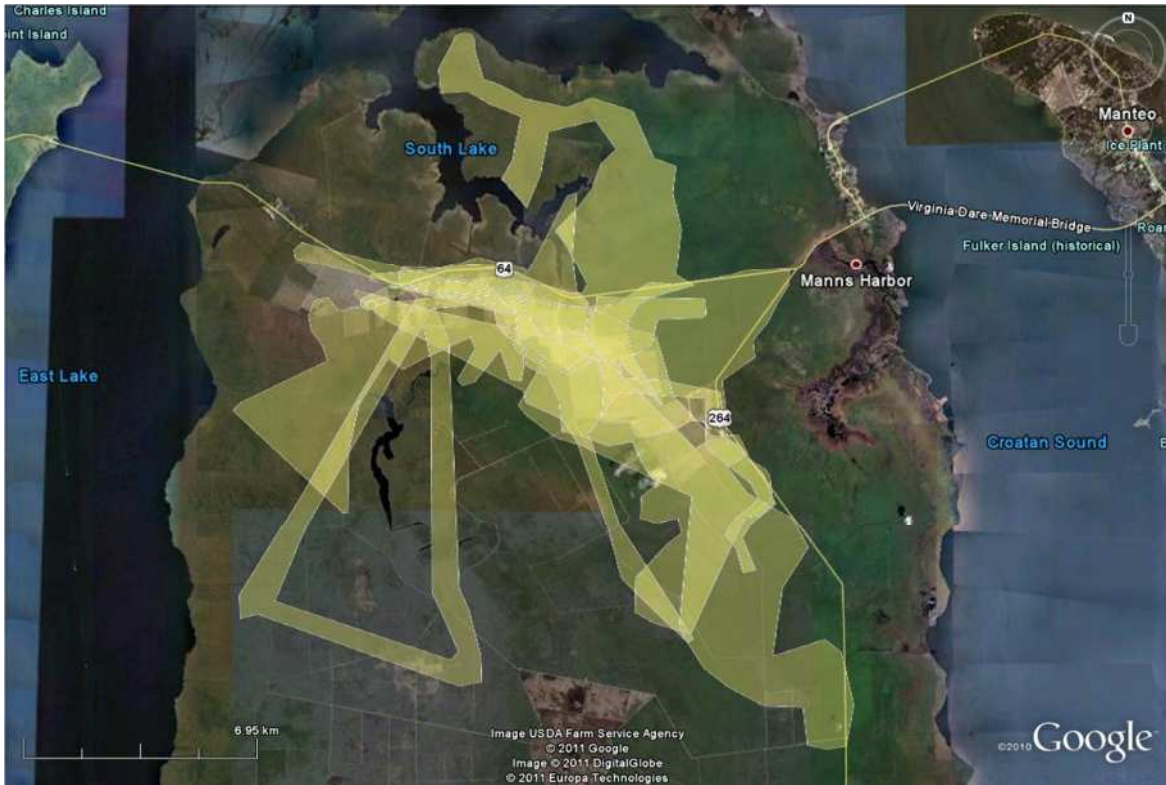 Charles Island
oint Island
N
Manteo
Ice Plant
South Lake
Virginia Dare Memorial Bridge
Roar
Fulker Island (historical)
64
Manns Harbor
East Lake
264
Croatan Sound
E
6.95 km
Image USDA Farm Service Agency
© 2011 Google
Image © 2011 DigitalGlobe
© 2011 Europa Technologies
©2010 Google